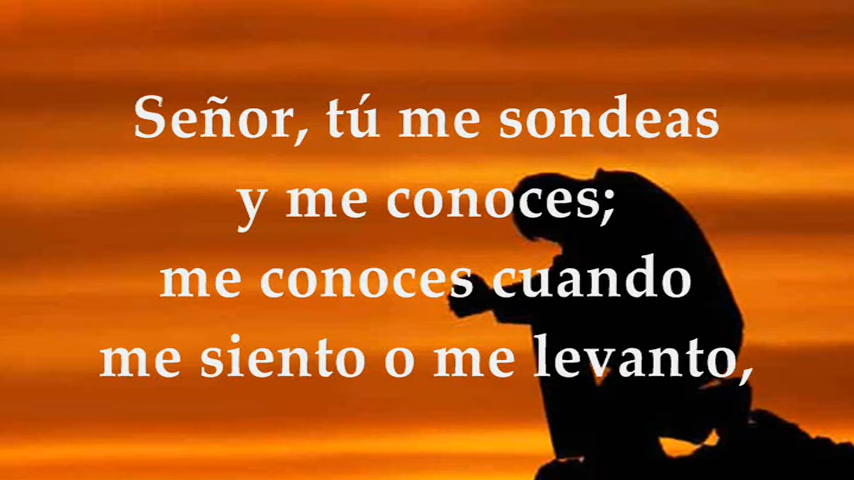 Señor, tú me sondeas
y me conoces;
me conoces cuando
me siento o me levanto,